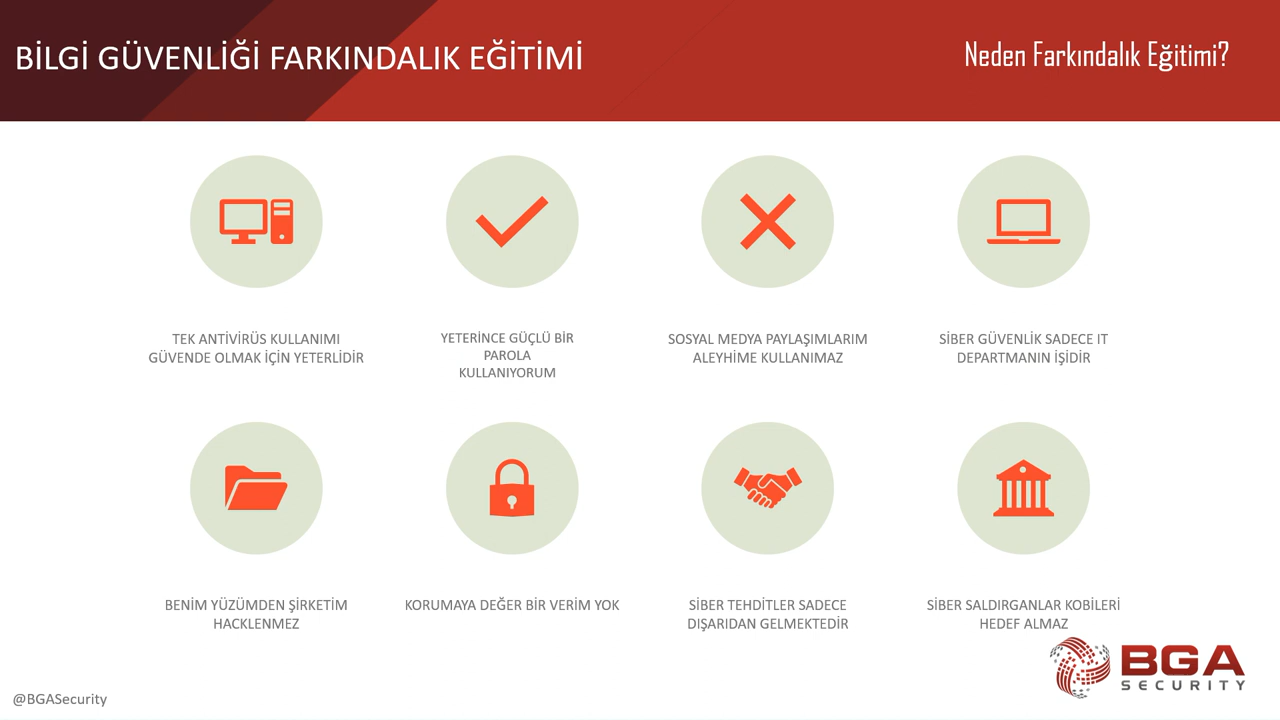 BİLGİ GÜVENLİĞİ FARKINDALIK EĞİTİMİ
Neden Farkındalık Eğitimi?
TEK ANTİVİRÜS KULLANIMI
GÜVENDE OLMAK İÇİN YETERLİDİR
YETERİNCE GÜÇLÜ BİR
PAROLA
KULLANIYORUM
SOSYAL MEDYA PAYLAŞIMLARIM
ALEYHİME KULLANIMAZ
SİBER GÜVENLİK SADECE IT
DEPARTMANIN İŞİDİR
BENİM YÜZÜMDEN ŞİRKETİM
HACKLENMEZ
KORUMAYA DEĞER BİR VERİM YOK
SİBER TEHDİTLER SADECE
DIŞARIDAN GELMEKTEDİR
SİBER SALDIRGANLAR KOBİLERİ
HEDEF ALMAZ
BGA
SECURITY
@BGASecurity